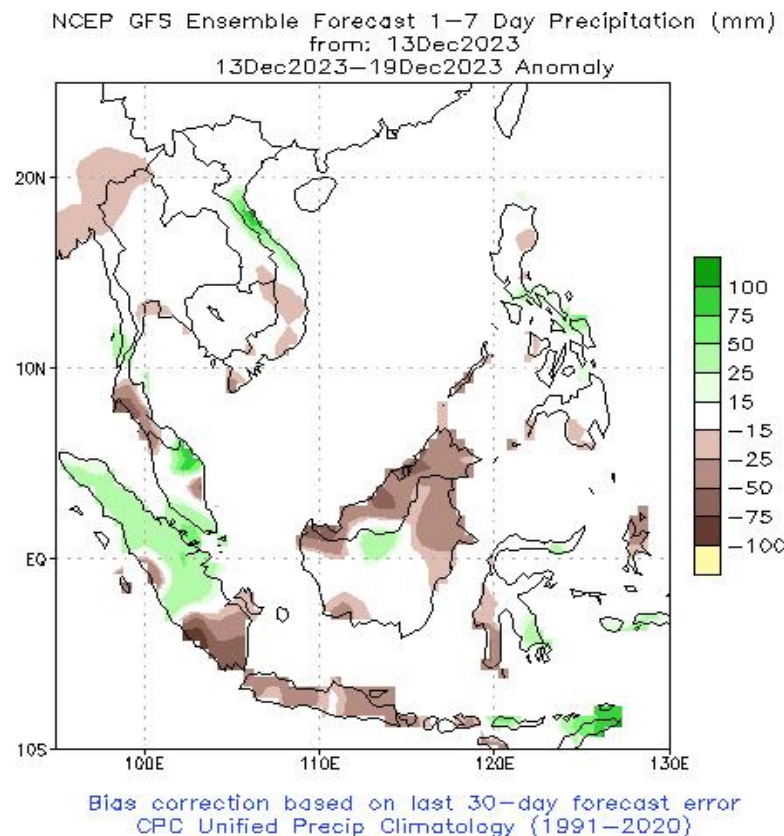 NCEP GFS Ensemble Forecast 1–7 Day Precipitation (mm)
from: 13Dec2023
13Dec2023–19Dec2023 Anomaly
20N
10N
EQ
10S
100E
110E
120E
130E
100
75
50
25
15
−15
−25
−50
−75
−100
Bias correction based on last 30–day forecast error
CPC Unified Precip Climatology (1991–2020)